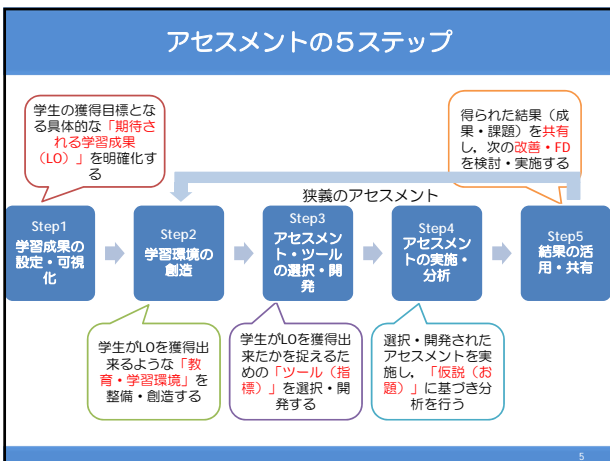 アセスメントの５ステップ
学生の獲得目標とな
る具体的な「期待さ
れる学習成果
（LO）」を明確化す
る
得られた結果（成
果・課題）を共有
し，次の改善・FD
を検討・実施する
狭義のアセスメント
Step1
学習成果の
設定・可視
化
Step2
学習環境の
創造
Step3
アセスメン
ト・ツール
の選択・開
発
Step4
アセスメン
トの実施・
分析
Step5
結果の活
用・共有
学生がLOを獲得出
来るような「教
育・学習環境」を
整備・創造する
学生がLOを獲得出
来たかを捉えるた
めの「ツール（指
標）」を選択・開
発する
選択・開発された
アセスメントを実
施し，「仮説（お
題）」に基づき分
析を行う
5